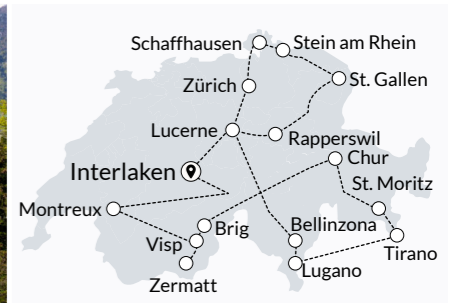 Schaffhausen
Stein am Rhein
Zürich
St. Gallen
Lucerne
Rapperswil
Interlaken
Chur
St. Moritz
Montreux
Brig
Bellinzona
Visp
Tirano
Zermatt
Lugano